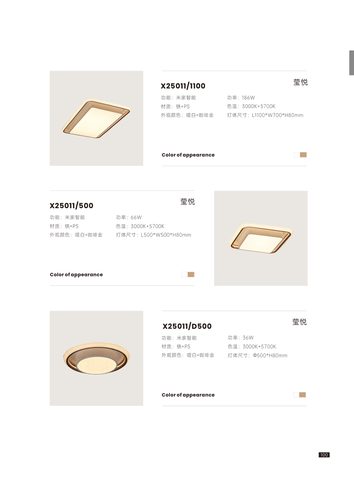 X25011/1100
莹悦
功能：米家智能
功率：186W
材质：铁+PS
色温：3000K+5700K
外观颜色：暖白+咖啡金
灯体尺寸：L1100*W700*H80mm
Color of appearance
X25011/500
莹悦
功能：米家智能
功率：66W
材质：铁+PS
色温：3000K+5700K
外观颜色：暖白+咖啡金
灯体尺寸：L500*W500*H80mm
Color of appearance
X25011/D500
莹悦
功能：米家智能
功率：36W
材质：铁+PS
色温：3000K+5700K
外观颜色：暖白+咖啡金
灯体尺寸：Φ500*H80mm
Color of appearance
100